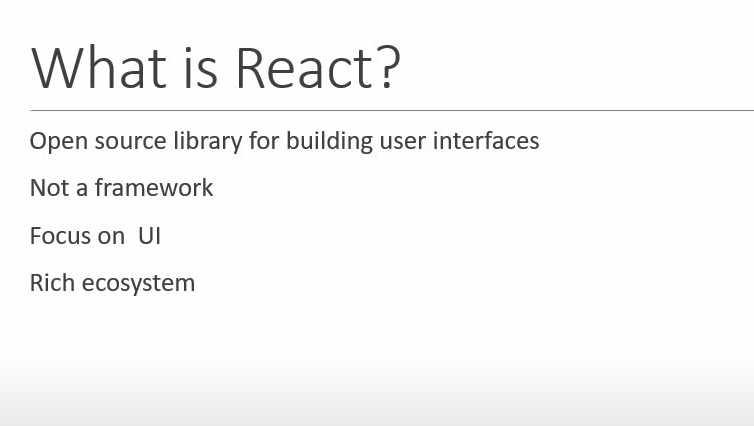 What is React?
Open source library for building user interfaces
Not a framework
Focus on  UI
Rich ecosystem